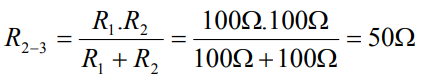 R₂₋₃ = R₁.R₂ / R₁ + R₂ = 100Ω.100Ω / 100Ω + 100Ω = 50Ω